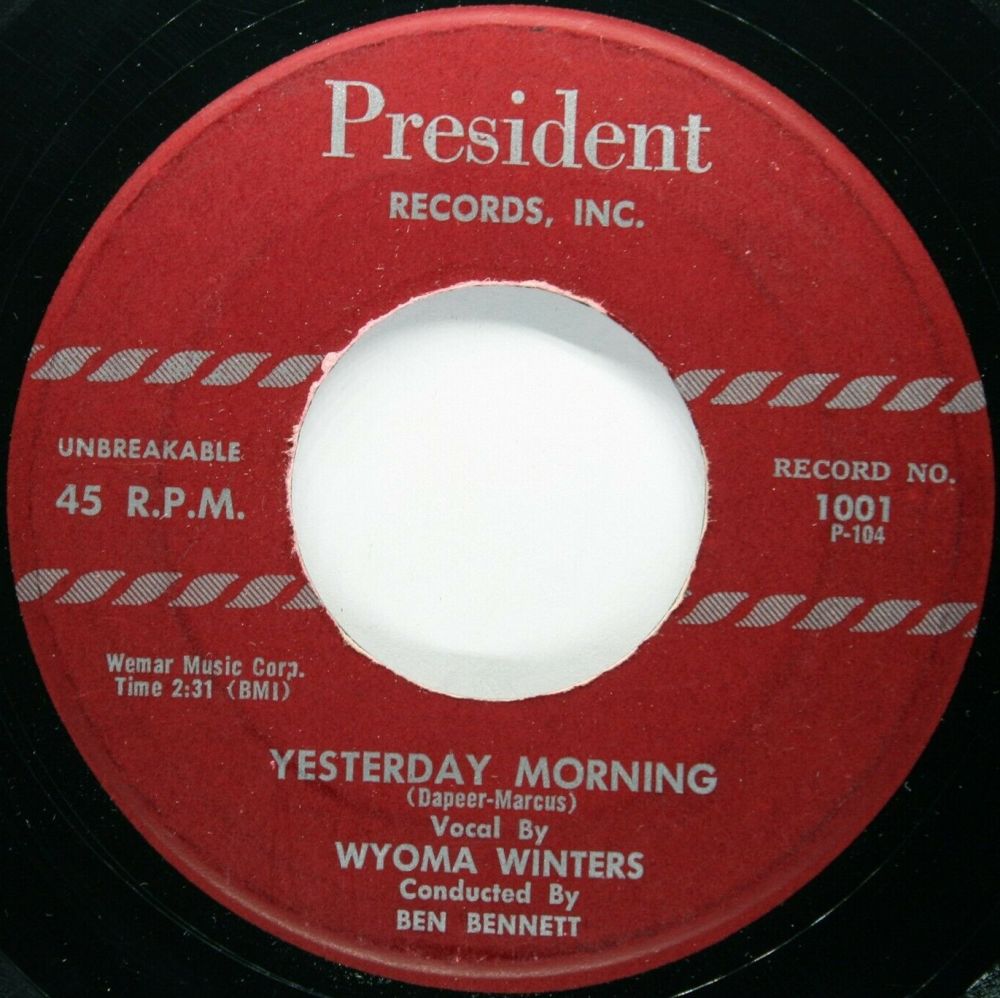 President
RECORDS, INC.
UNBREAKABLE
45 R.P.M.
RECORD NO.
1001
P-104
Wemar Music Corp.
Time 2:31 (BMI)
YESTERDAY MORNING
(Dapeer-Marcus)
Vocal By
WYOMA WINTERS
Conducted By
BEN BENNETT